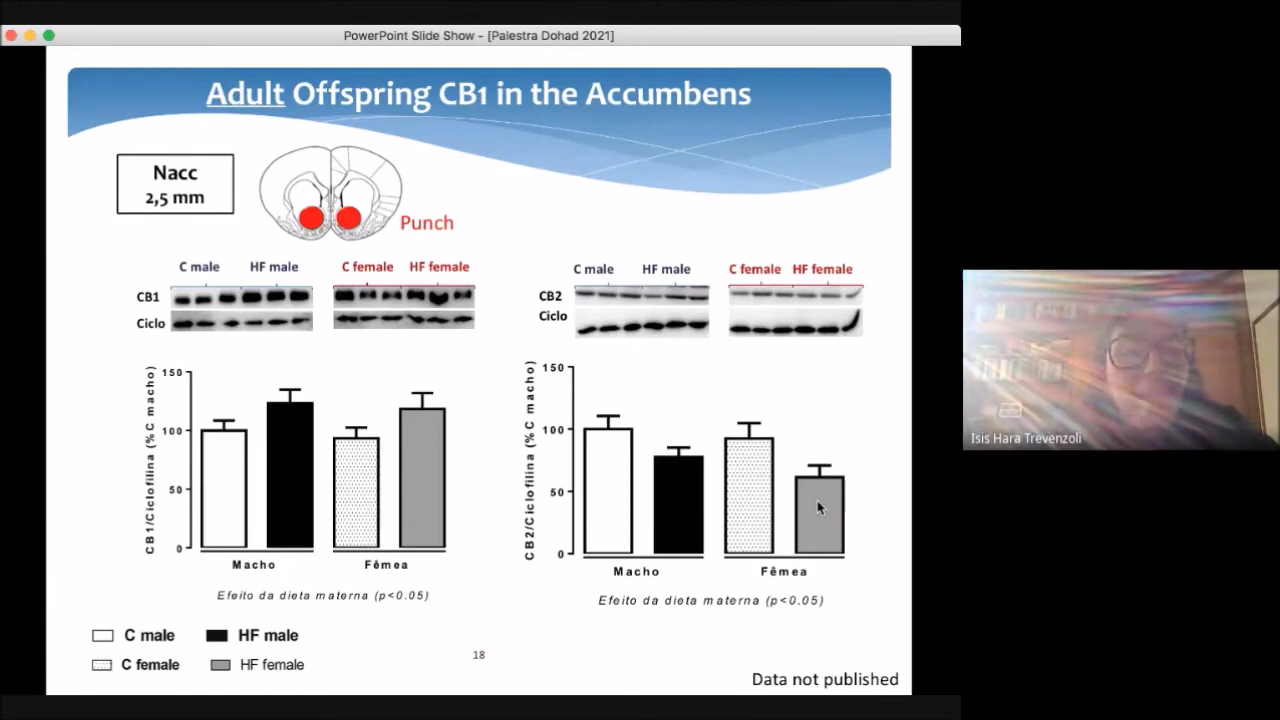 PowerPoint Slide Show - [Palestra Dohad 2021]
Adult Offspring CB1 in the Accumbens
Nacc
2,5 mm
Punch
C male HF male C female HF female
CB1
Ciclo
C male HF male C female HF female
CB2
Ciclo
CB1/Ciclofilina (%C macho)
150
100
50
0
Macho Fêmea
Efeito da dieta materna (p<0.05)
CB2/Ciclofilina (%C macho)
150
100
50
0
Macho Fêmea
Efeito da dieta materna (p<0.05)
C male HF male
C female HF female
18
Data not published
Isis Hara Trevenzoli